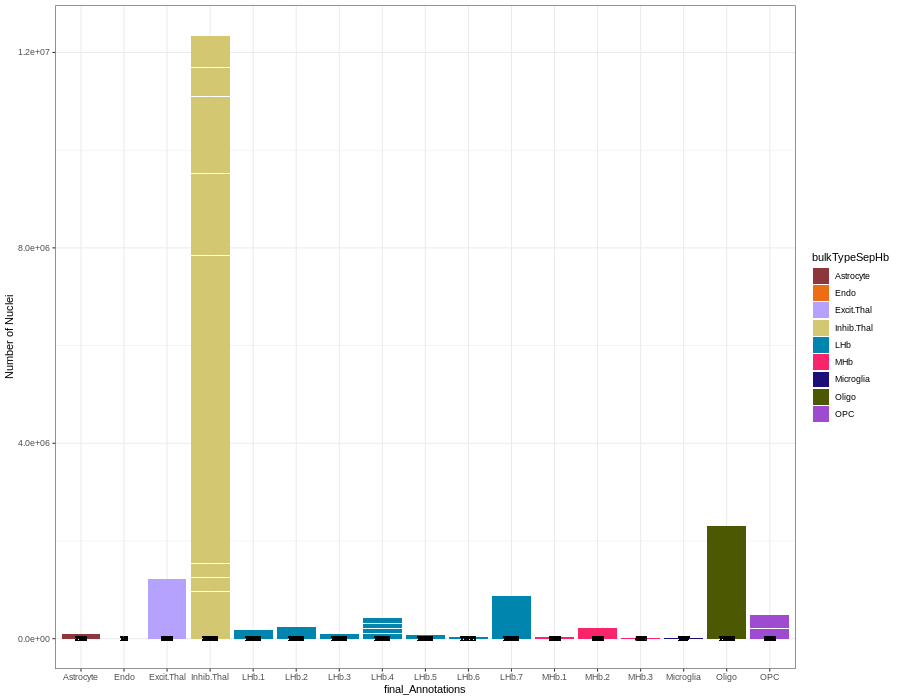 1.2e+07
8.0e+06
4.0e+06
0.0e+00
Number of Nuclei
Astrocyte Endo Excit.Thal Inhib.Thal LHb.1 LHb.2 LHb.3 LHb.4 LHb.5 LHb.6 LHb.7 MHb.1 MHb.2 MHb.3 Microglia Oligo OPC
final_Annotations
bulkTypeSepHb
Astrocyte
Endo
Excit.Thal
Inhib.Thal
LHb
MHb
Microglia
Oligo
OPC